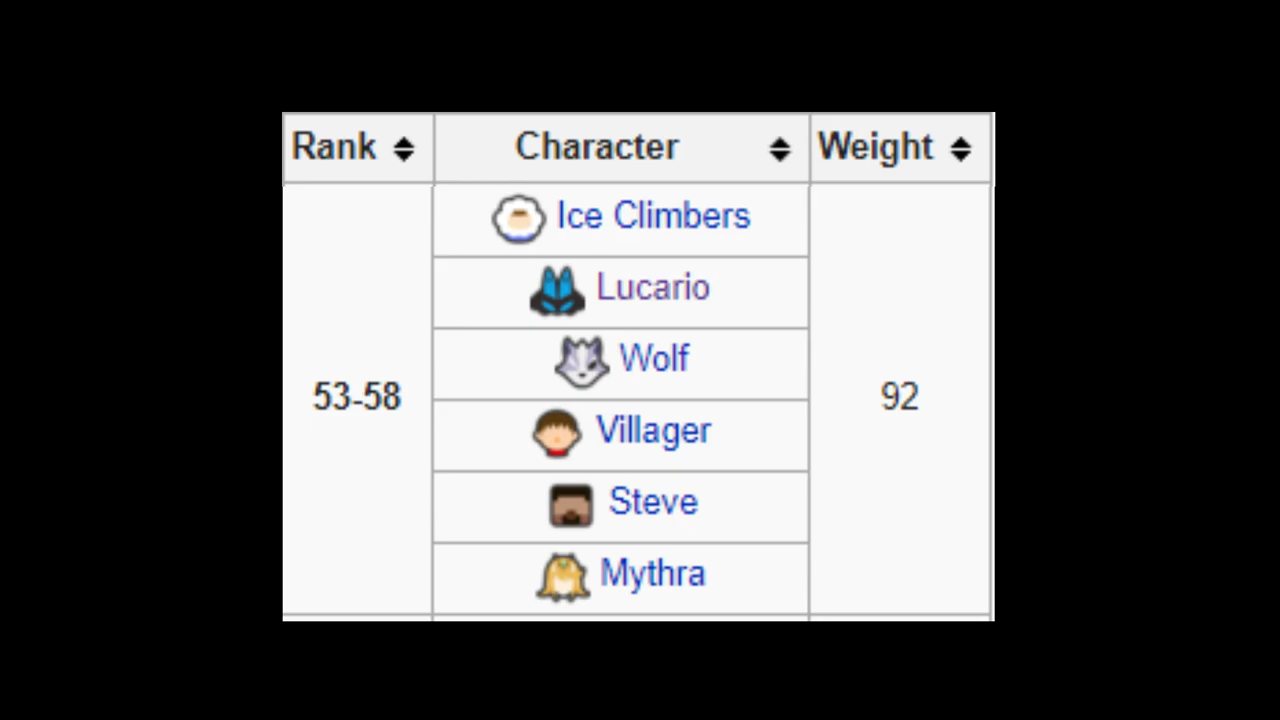 Rank Character Weight
Ice Climbers
Lucario
Wolf
53-58 92
Villager
Steve
Mythra